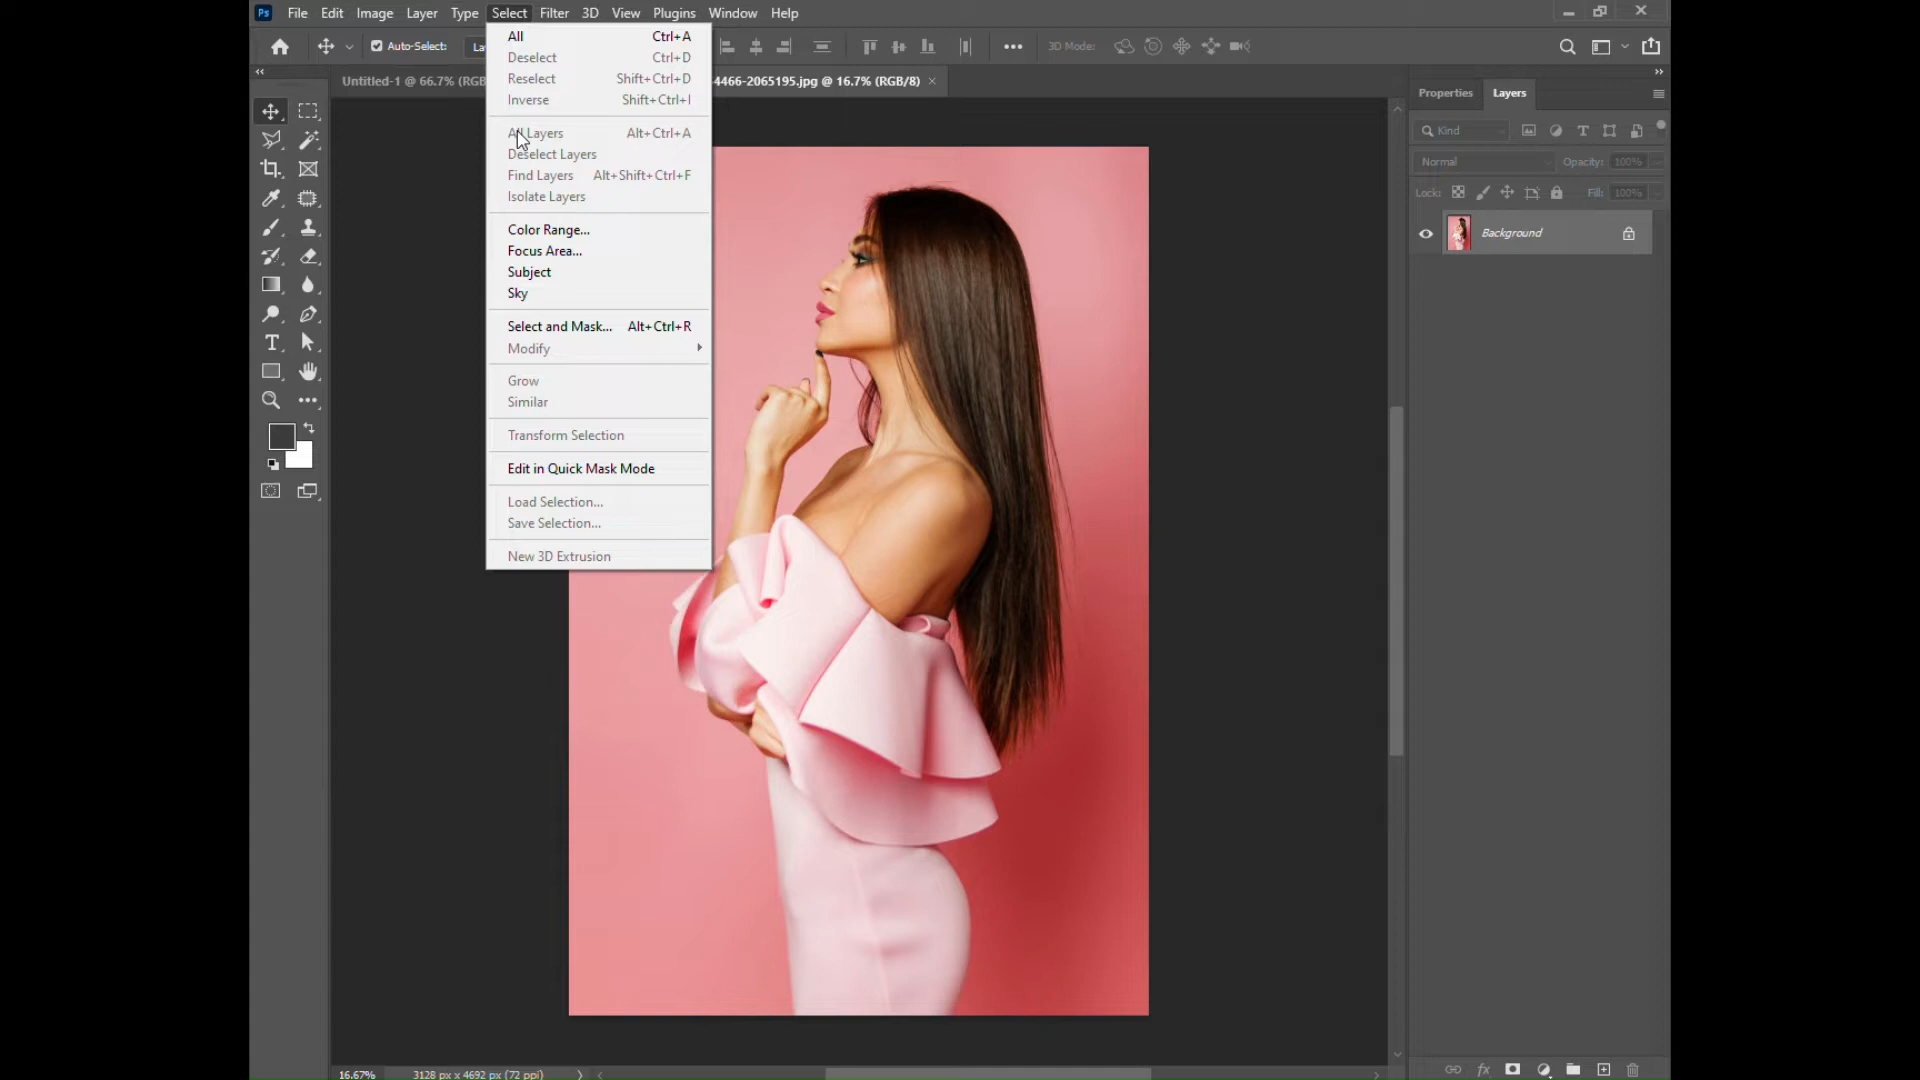 Ps File Edit Image Layer Type Select Filter 3D View Plugins Window Help
Auto-Select: 3D Mode:
Untitled-1 @ 66.7% (RGB 4466-2065195.jpg @ 16.7% (RGB/8) ×
All Ctrl+A
Deselect Ctrl+D
Reselect Shift+Ctrl+D
Inverse Shift+Ctrl+I
All Layers Alt+Ctrl+A
Deselect Layers
Find Layers Alt+Shift+Ctrl+F
Isolate Layers
Color Range...
Focus Area...
Subject
Sky
Select and Mask... Alt+Ctrl+R
Modify
Grow
Similar
Transform Selection
Edit in Quick Mask Mode
Load Selection...
Save Selection...
New 3D Extrusion
Properties Layers
Kind
Normal Opacity: 100%
Lock: Fill: 100%
Background
16.67% 3128 px x 4692 px (72 ppi)